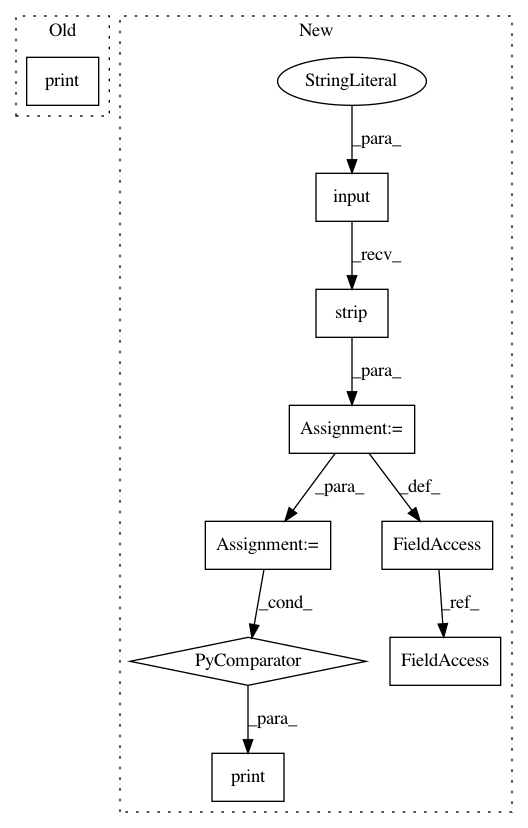 Old
New
print
StringLiteral
_para_
input
_recv_
strip
_para_
Assignment:=
_para_
_def_
Assignment:=
FieldAccess
_cond_
_ref_
PyComparator
FieldAccess
_para_
print